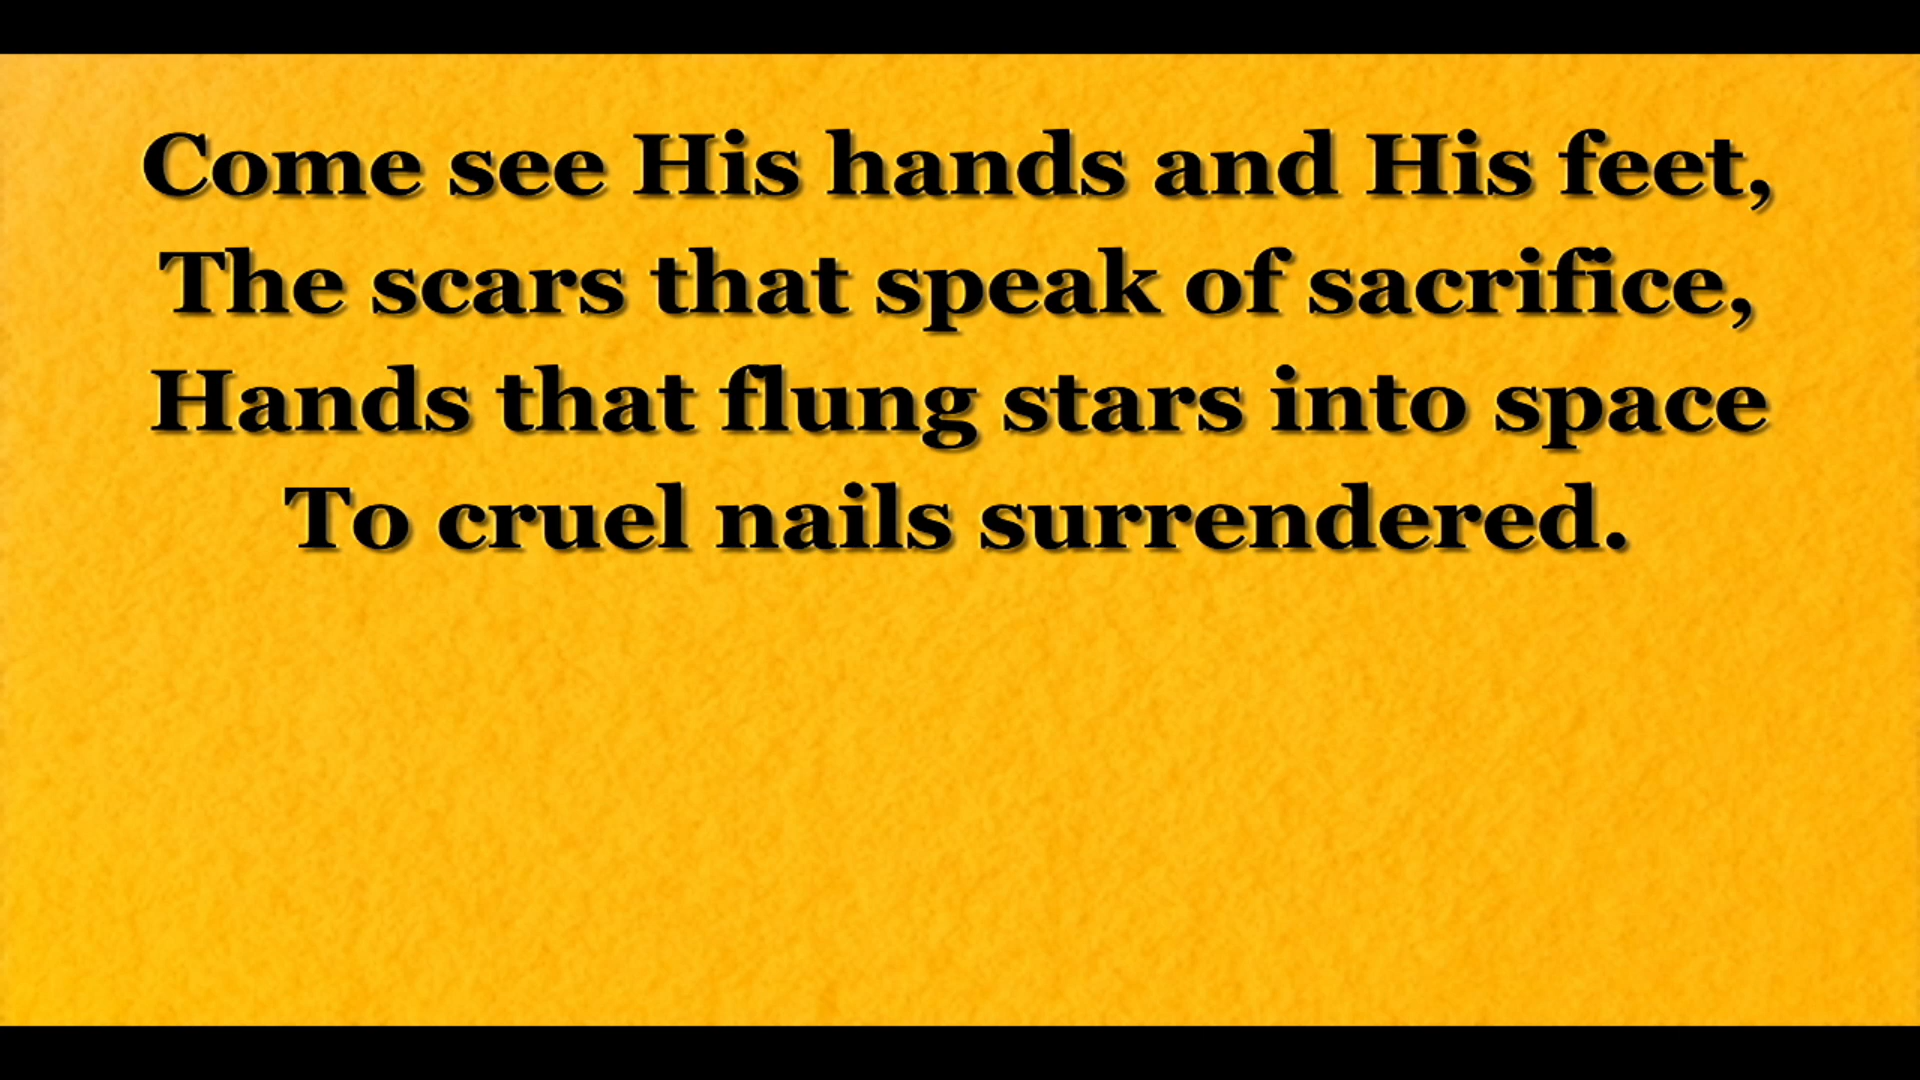 Come see His hands and His feet,
The scars that speak of sacrifice,
Hands that flung stars into space
To cruel nails surrendered.